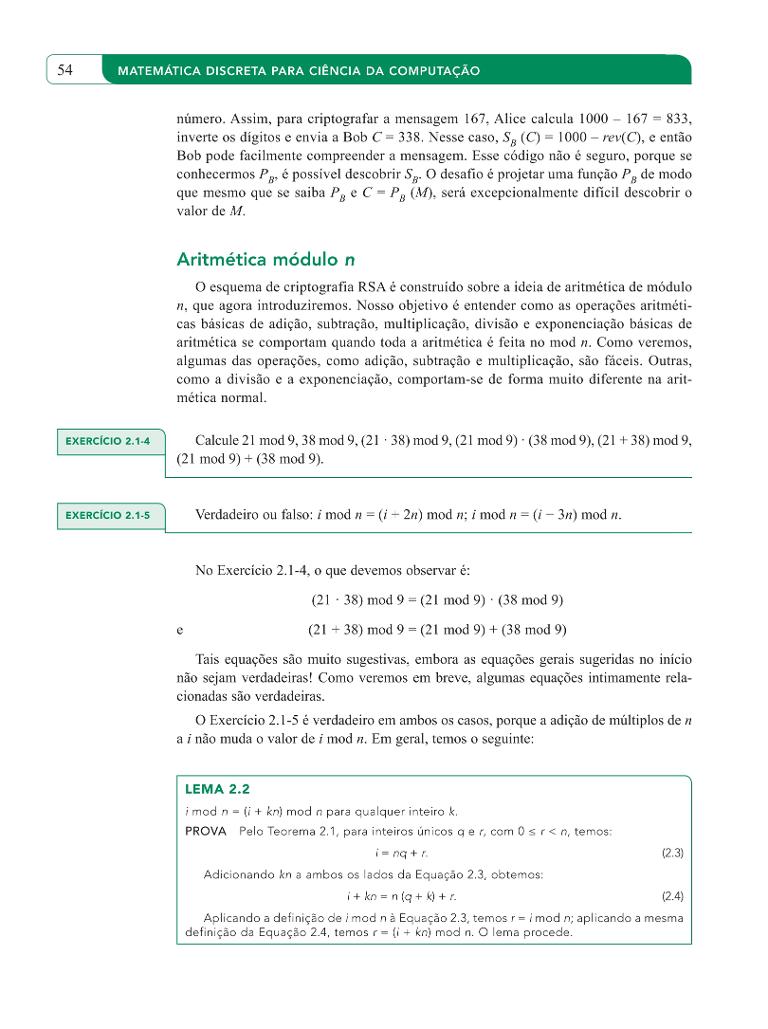 54 MATEMÁTICA DISCRETA PARA CIÊNCIA DA COMPUTAÇÃO
número. Assim, para criptografar a mensagem 167, Alice calcula 1000 – 167 = 833,
inverte os dígitos e envia a Bob C = 338. Nesse caso, S_B (C) = 1000 – rev(C), e então
Bob pode facilmente compreender a mensagem. Esse código não é seguro, porque se
conhecermos P_B, é possível descobrir S_B. O desafio é projetar uma função P_B de modo
que mesmo que se saiba P_B e C = P_B (M), será excepcionalmente difícil descobrir o
valor de M.
Aritmética módulo n
O esquema de criptografia RSA é construído sobre a ideia de aritmética de módulo
n, que agora introduziremos. Nosso objetivo é entender como as operações aritméti-
cas básicas de adição, subtração, multiplicação, divisão e exponenciação básicas de
aritmética se comportam quando toda a aritmética é feita no mod n. Como veremos,
algumas das operações, como adição, subtração e multiplicação, são fáceis. Outras,
como a divisão e a exponenciação, comportam-se de forma muito diferente na arit-
mética normal.
EXERCÍCIO 2.1-4 Calcule 21 mod 9, 38 mod 9, (21 · 38) mod 9, (21 mod 9) · (38 mod 9), (21 + 38) mod 9,
(21 mod 9) + (38 mod 9).
EXERCÍCIO 2.1-5 Verdadeiro ou falso: i mod n = (i + 2n) mod n; i mod n = (i − 3n) mod n.
No Exercício 2.1-4, o que devemos observar é:
(21 · 38) mod 9 = (21 mod 9) · (38 mod 9)
e (21 + 38) mod 9 = (21 mod 9) + (38 mod 9)
Tais equações são muito sugestivas, embora as equações gerais sugeridas no início
não sejam verdadeiras! Como veremos em breve, algumas equações intimamente rela-
cionadas são verdadeiras.
O Exercício 2.1-5 é verdadeiro em ambos os casos, porque a adição de múltiplos de n
a i não muda o valor de i mod n. Em geral, temos o seguinte:
LEMA 2.2
i mod n = (i + kn) mod n para qualquer inteiro k.
PROVA Pelo Teorema 2.1, para inteiros únicos q e r, com 0 ≤ r < n, temos:
i = nq + r. (2.3)
Adicionando kn a ambos os lados da Equação 2.3, obtemos:
i + kn = n (q + k) + r. (2.4)
Aplicando a definição de i mod n à Equação 2.3, temos r = i mod n; aplicando a mesma
definição da Equação 2.4, temos r = (i + kn) mod n. O lema procede.